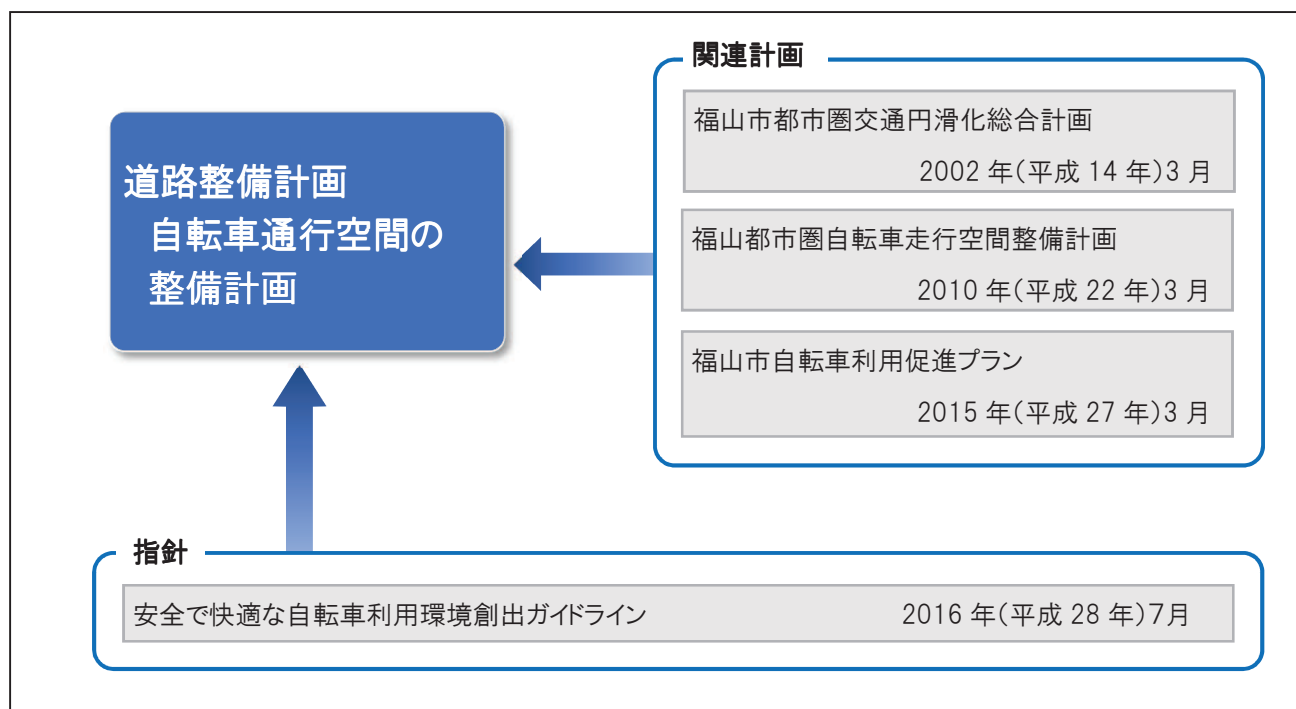 道路整備計画
自転車通行空間の
整備計画
関連計画
福山市都市圏交通円滑化総合計画
2002 年(平成 14 年)3 月
福山都市圏自転車走行空間整備計画
2010 年(平成 22 年)3 月
福山市自転車利用促進プラン
2015 年(平成 27 年)3 月
指針
安全で快適な自転車利用環境創出ガイドライン 2016 年(平成 28 年)7月